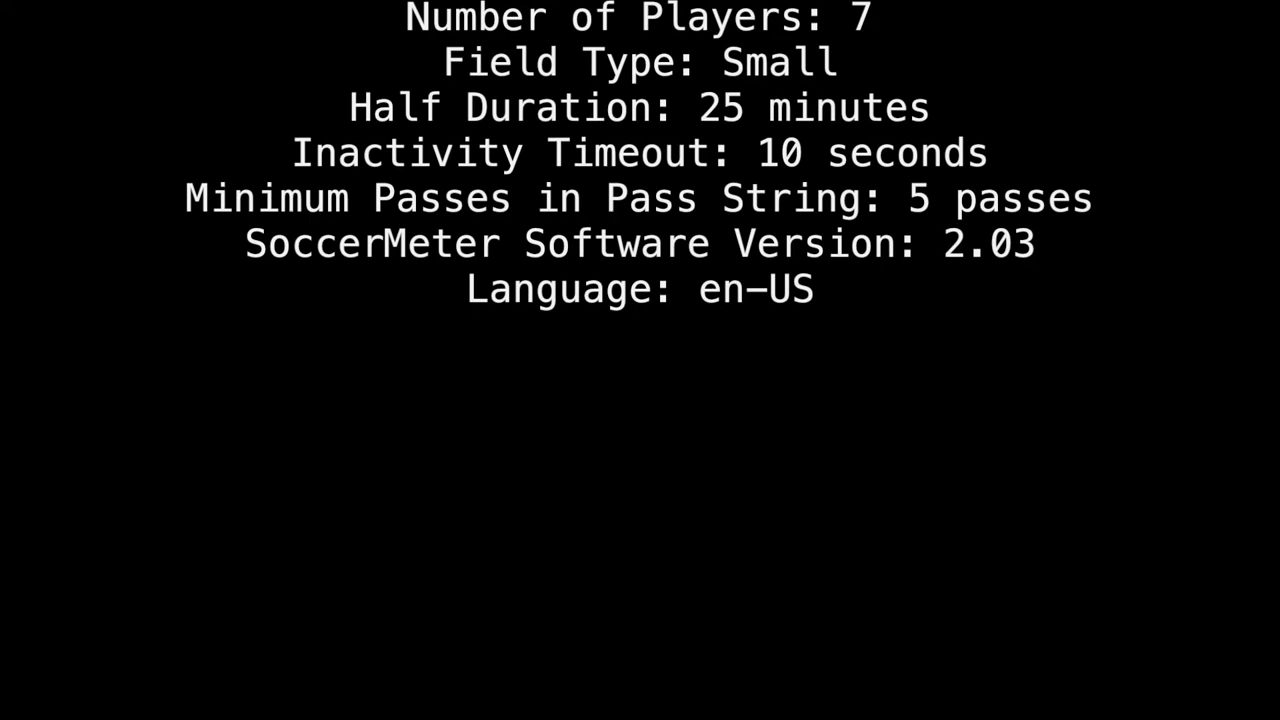 Number of Players: 7
Field Type: Small
Half Duration: 25 minutes
Inactivity Timeout: 10 seconds
Minimum Passes in Pass String: 5 passes
SoccerMeter Software Version: 2.03
Language: en-US